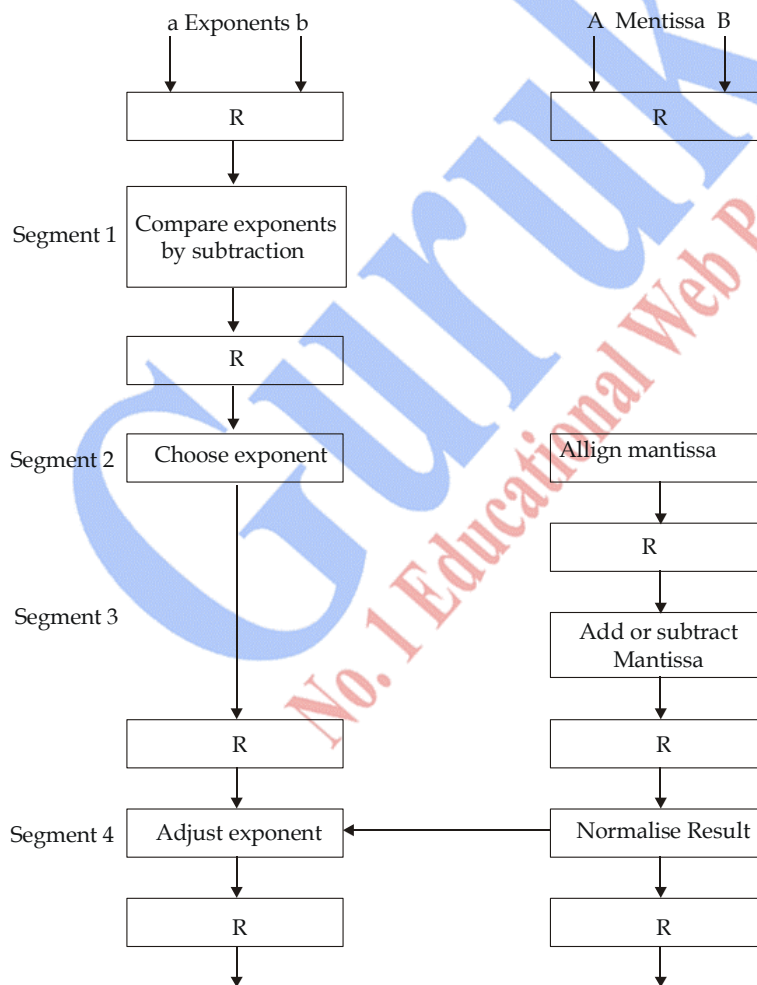 a Exponents b
A Mentissa B
R
R
Segment 1
Compare exponents
by subtraction
R
Segment 2
Choose exponent
Allign mantissa
R
Segment 3
Add or subtract
Mantissa
R
R
Segment 4
Adjust exponent
Normalise Result
R
R
Guruk
No. 1 Educational Web P